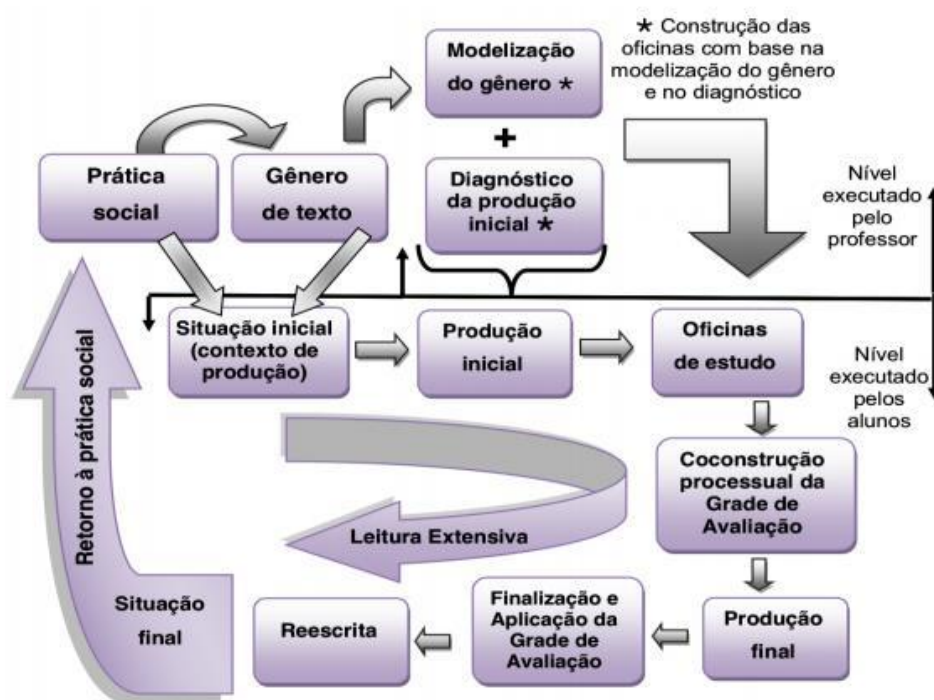 Modelização
do gênero *
* Construção das
oficinas com base na
modelização do gênero
e no diagnóstico
Prática
social
Gênero
de texto
+
Diagnóstico
da produção
inicial *
Nível
executado
pelo
professor
Situação inicial
(contexto de
produção)
Produção
inicial
Oficinas
de estudo
Nível
executado
pelos
alunos
Coconstrução
processual da
Grade de
Avaliação
Leitura Extensiva
Retorno à prática social
Situação
final
Reescrita
Finalização e
Aplicação da
Grade de
Avaliação
Produção
final